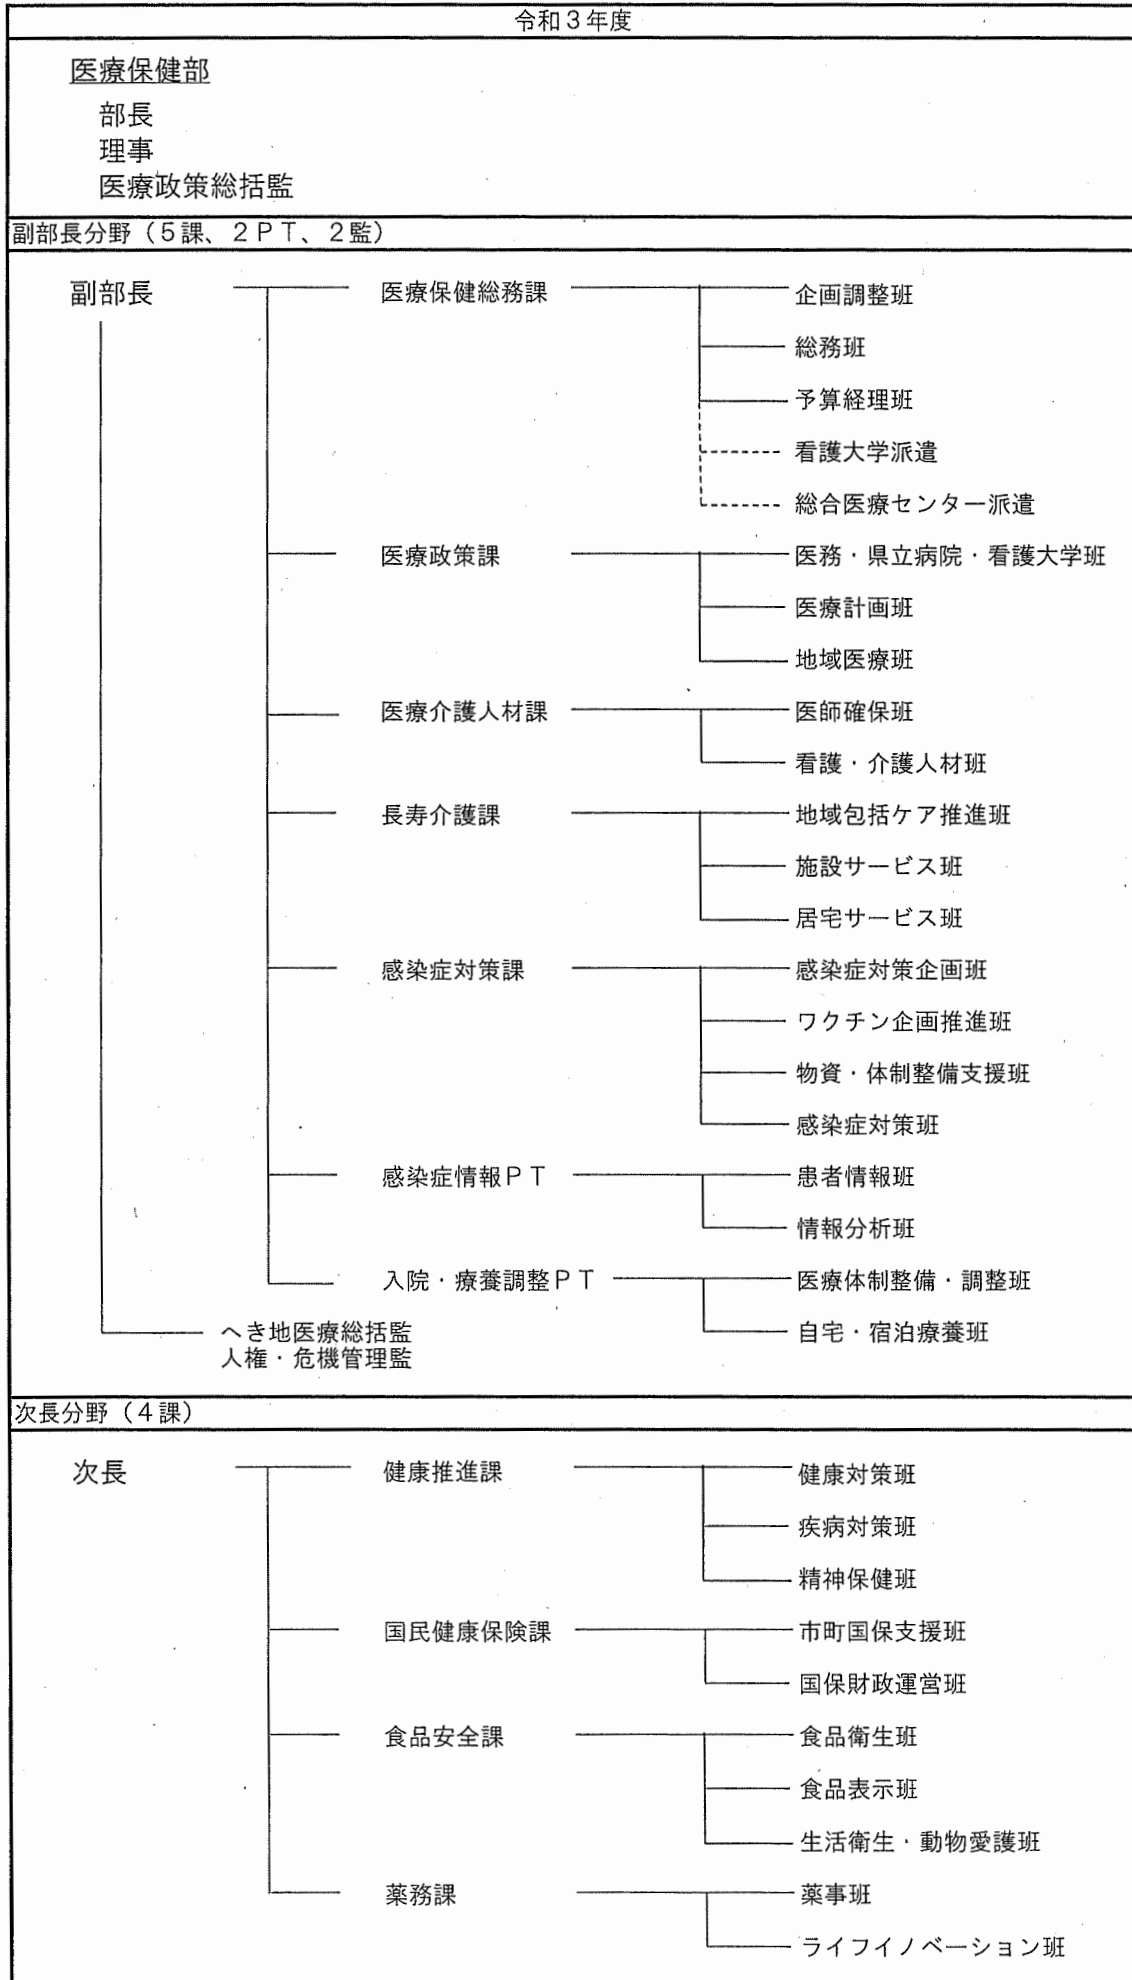 令和３年度
医療保健部
部長
理事
医療政策総括監
副部長分野（５課、２ＰＴ、２監）
副部長
医療保健総務課
企画調整班
総務班
予算経理班
看護大学派遣
総合医療センター派遣
医療政策課
医務・県立病院・看護大学班
医療計画班
地域医療班
医療介護人材課
医師確保班
看護・介護人材班
長寿介護課
地域包括ケア推進班
施設サービス班
居宅サービス班
感染症対策課
感染症対策企画班
ワクチン企画推進班
物資・体制整備支援班
感染症対策班
感染症情報ＰＴ
患者情報班
情報分析班
入院・療養調整ＰＴ
医療体制整備・調整班
自宅・宿泊療養班
へき地医療総括監
人権・危機管理監
次長分野（４課）
次長
健康推進課
健康対策班
疾病対策班
精神保健班
国民健康保険課
市町国保支援班
国保財政運営班
食品安全課
食品衛生班
食品表示班
生活衛生・動物愛護班
薬務課
薬事班
ライフイノベーション班